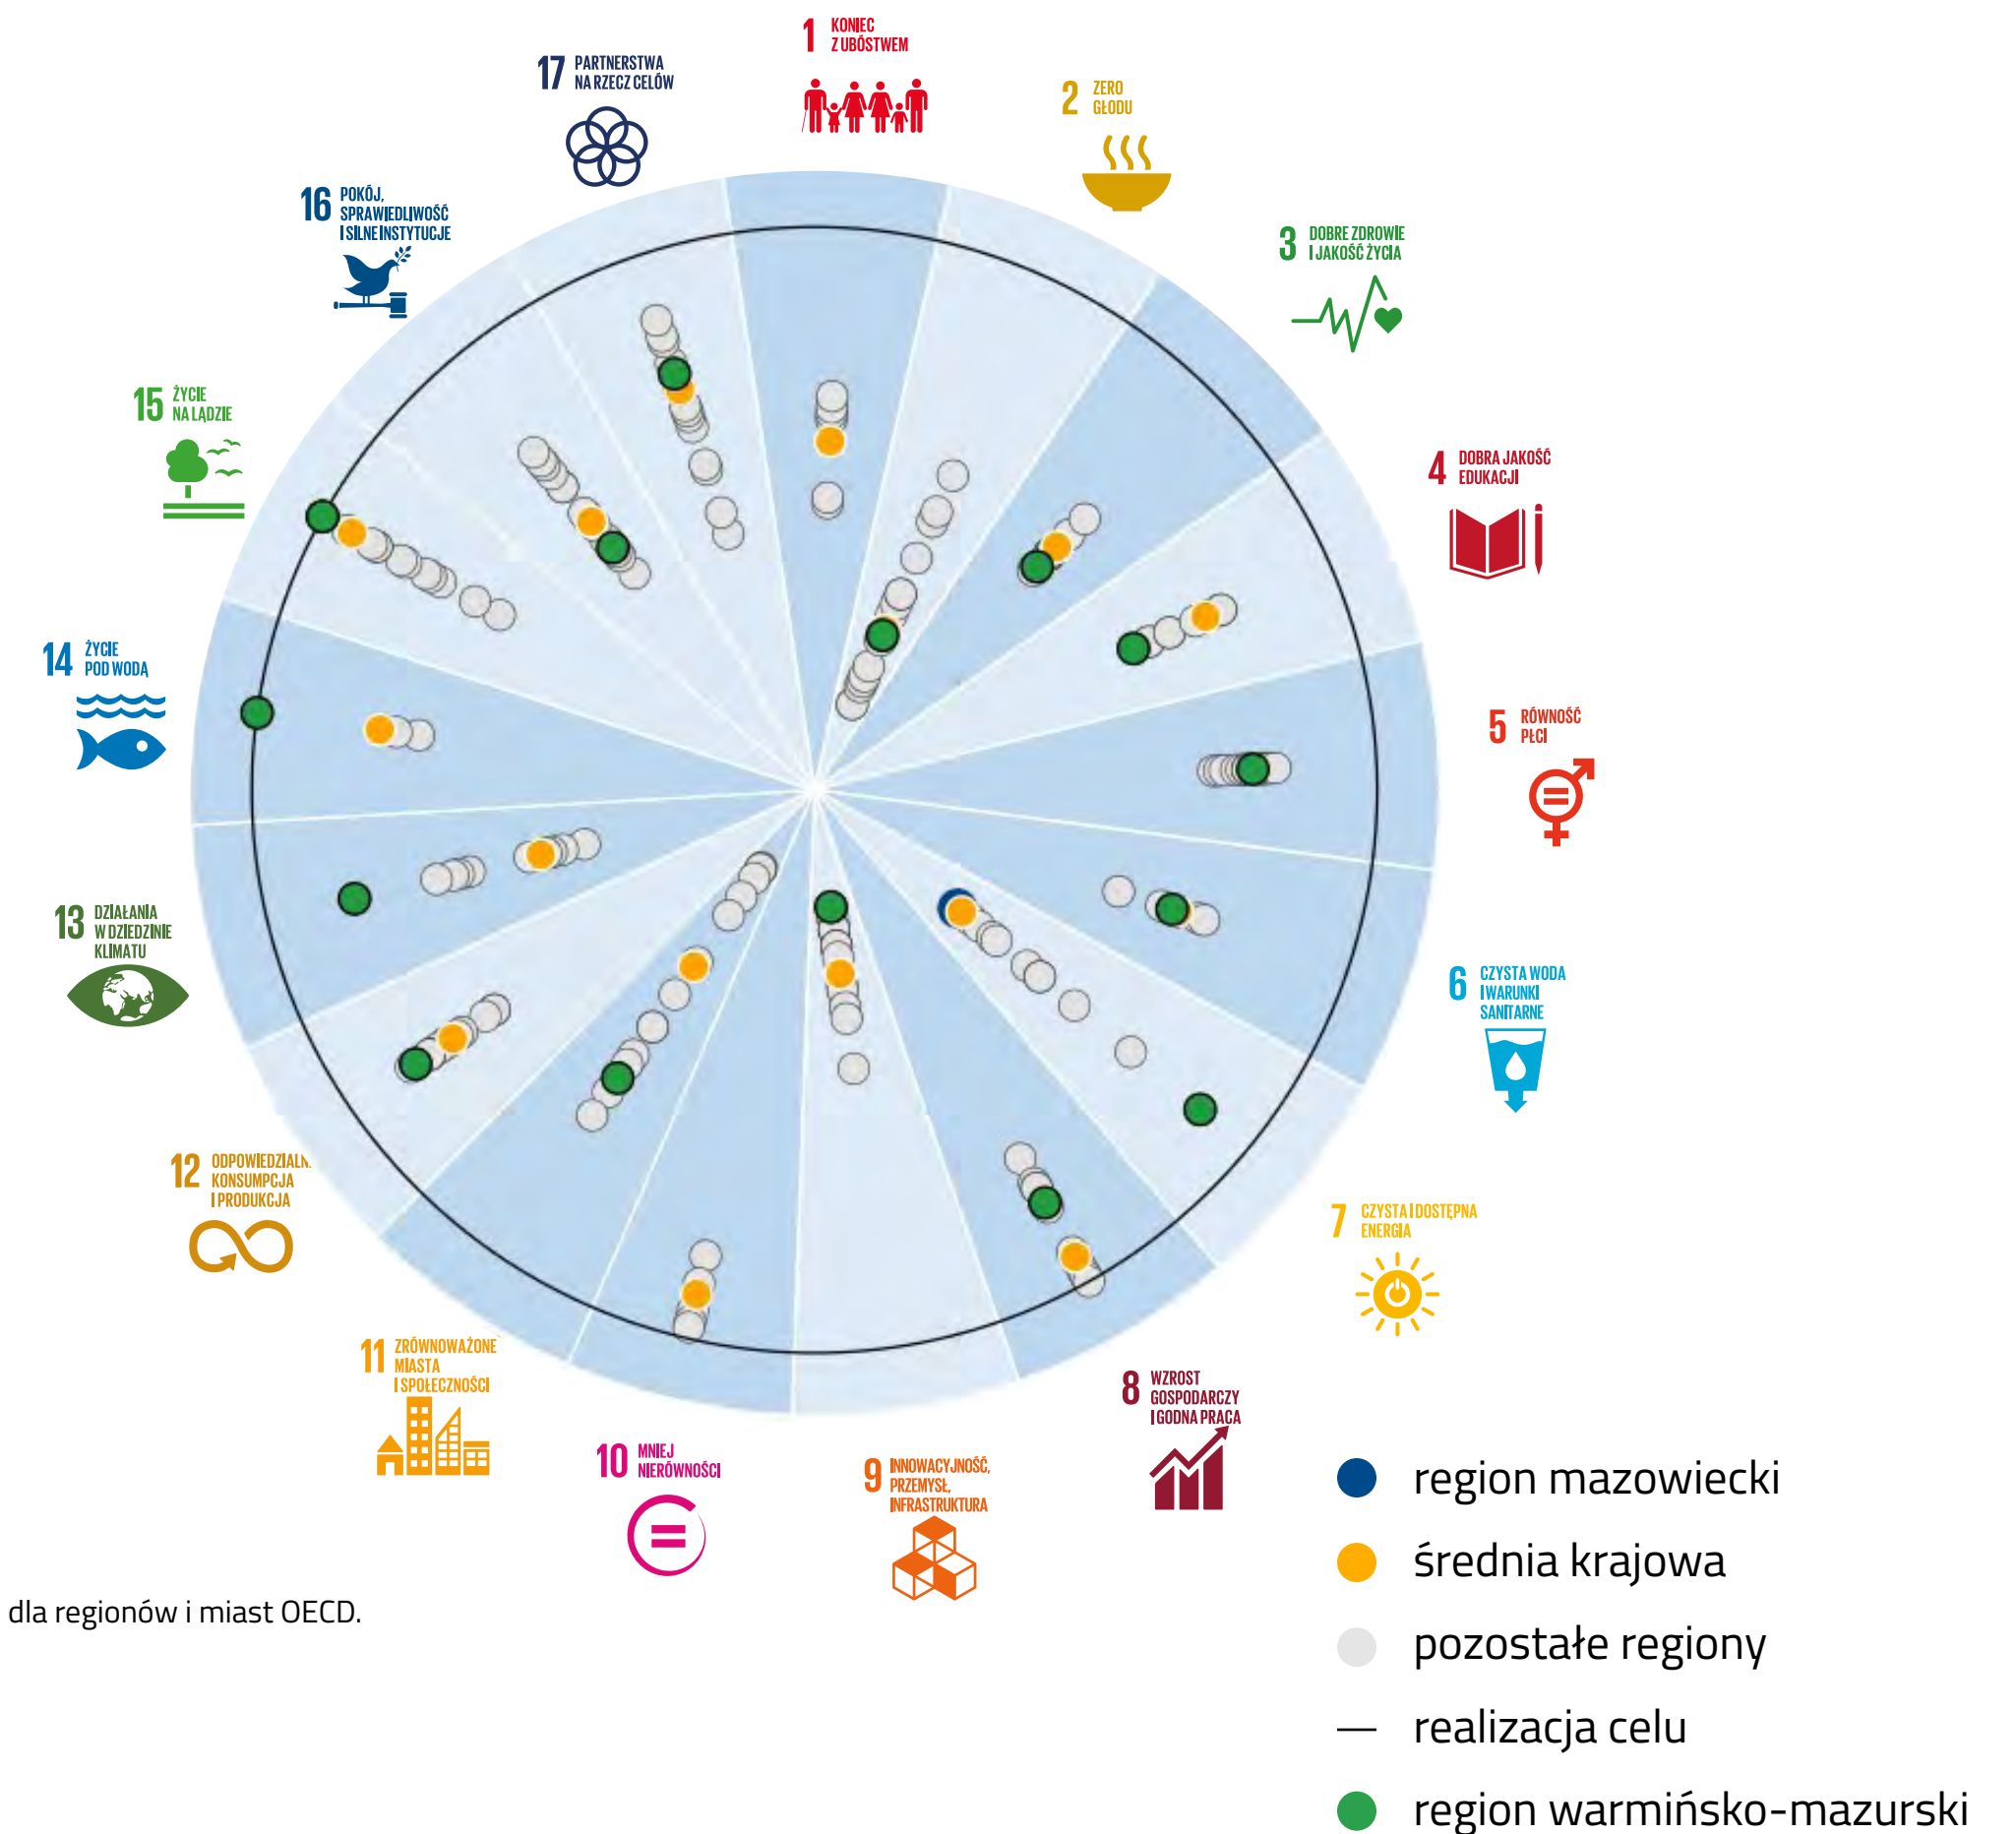 1 KONIEC
Z UBÓSTWEM
2 ZERO
GŁODU
3 DOBRE ZDROWIE
I JAKOŚĆ ŻYCIA
4 DOBRA JAKOŚĆ
EDUKACJI
5 RÓWNOŚĆ
PŁCI
6 CZYSTA WODA
I WARUNKI
SANITARNE
7 CZYSTA I DOSTĘPNA
ENERGIA
8 WZROST
GOSPODARCZY
I GODNA PRACA
9 INNOWACYJNOŚĆ,
PRZEMYSŁ,
INFRASTRUKTURA
10 MNIEJ
NIERÓWNOŚCI
11 ZRÓWNOWAŻONE
MIASTA
I SPOŁECZNOŚCI
12 ODPOWIEDZIALN
KONSUMPCJA
I PRODUKCJA
13 DZIAŁANIA
W DZIEDZINIE
KLIMATU
14 ŻYCIE
POD WODĄ
15 ŻYCIE
NA LĄDZIE
16 POKÓJ,
SPRAWIEDLIWOŚĆ
I SILNE INSTYTUCJE
17 PARTNERSTWA
NA RZECZ CELÓW
region mazowiecki
średnia krajowa
pozostałe regiony
realizacja celu
region warmińsko-mazurski
dla regionów i miast OECD.